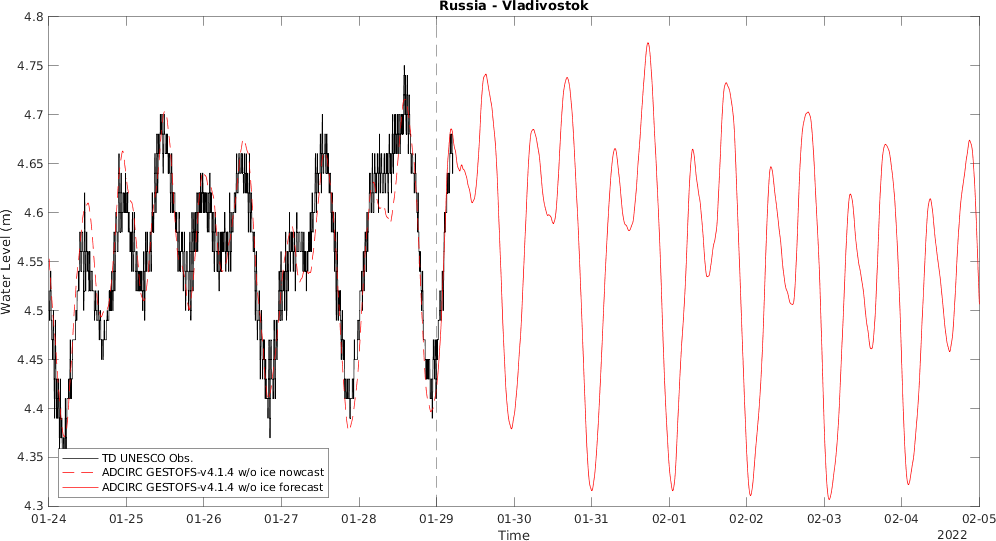 Russia - Vladivostok
Water Level (m)
4.8
4.75
4.7
4.65
4.6
4.55
4.5
4.45
4.4
4.35
4.3
TD UNESCO Obs.
ADCIRC GESTOFS-v4.1.4 w/o ice nowcast
ADCIRC GESTOFS-v4.1.4 w/o ice forecast
01-24 01-25 01-26 01-27 01-28 01-29 01-30 01-31 02-01 02-02 02-03 02-04 02-05
Time
2022